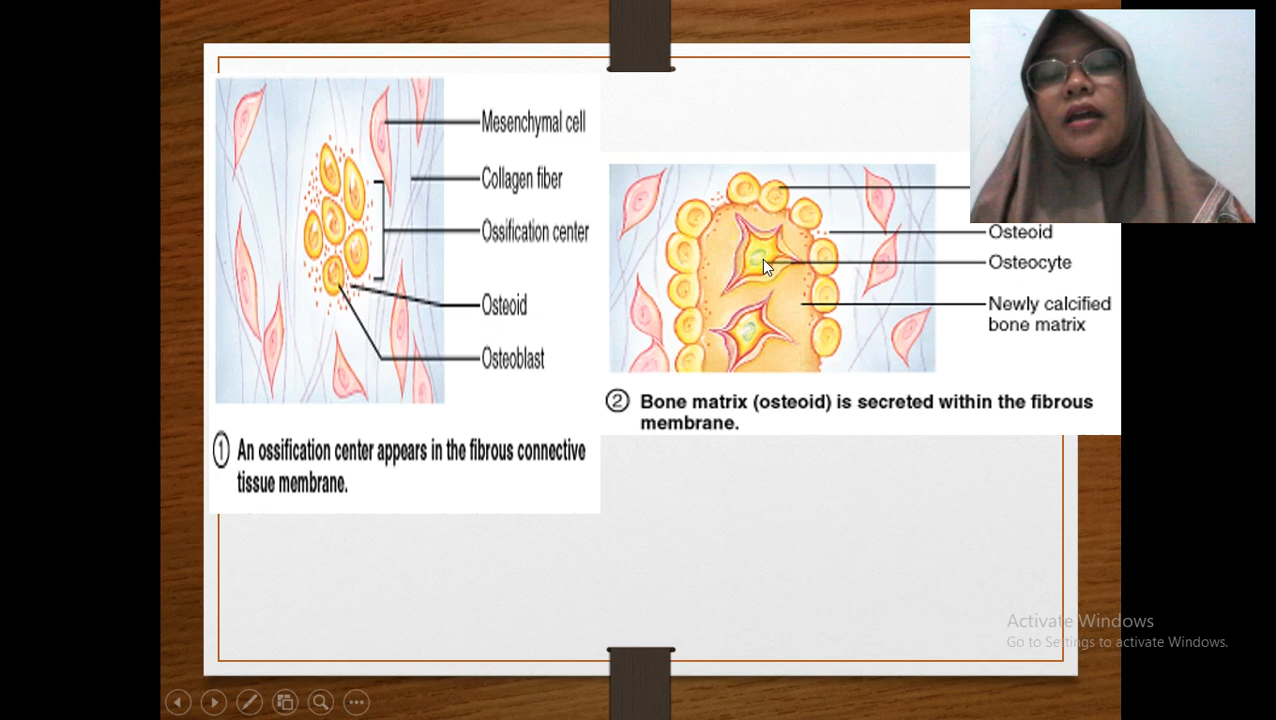 Mesenchymal cell
Collagen fiber
Ossification center
Osteoid
Osteoblast
① An ossification center appears in the fibrous connective
tissue membrane.
Osteoid
Osteocyte
Newly calcified
bone matrix
② Bone matrix (osteoid) is secreted within the fibrous
membrane.
Activate Windows
Go to Settings to activate Windows.